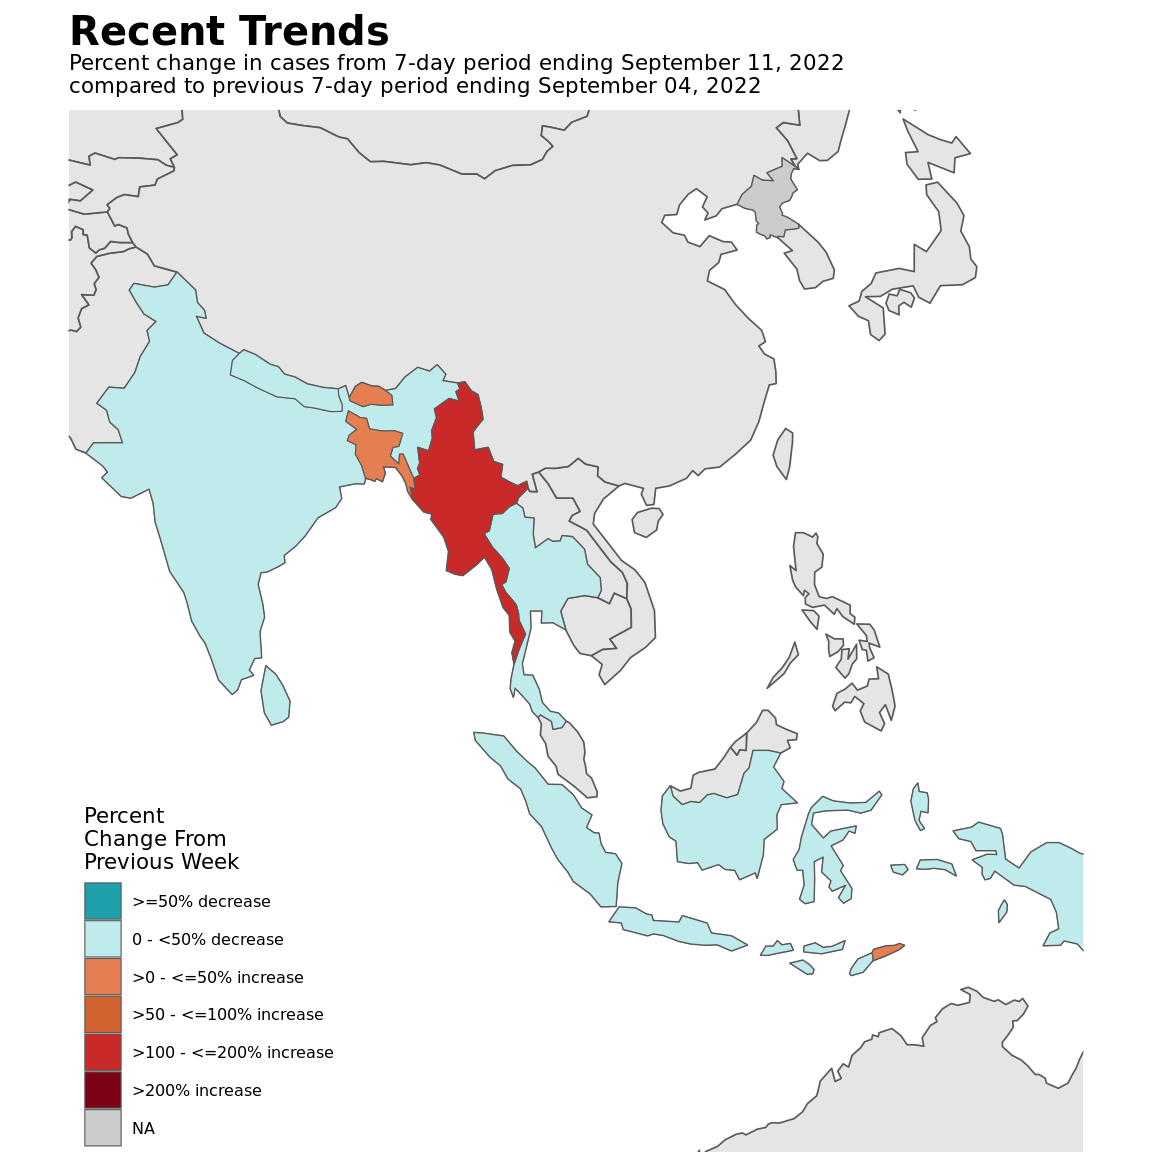 Recent Trends
Percent change in cases from 7-day period ending September 11, 2022
compared to previous 7-day period ending September 04, 2022
Percent
Change From
Previous Week
>=50% decrease
0 - <50% decrease
>0 - <=50% increase
>50 - <=100% increase
>100 - <=200% increase
>200% increase
NA